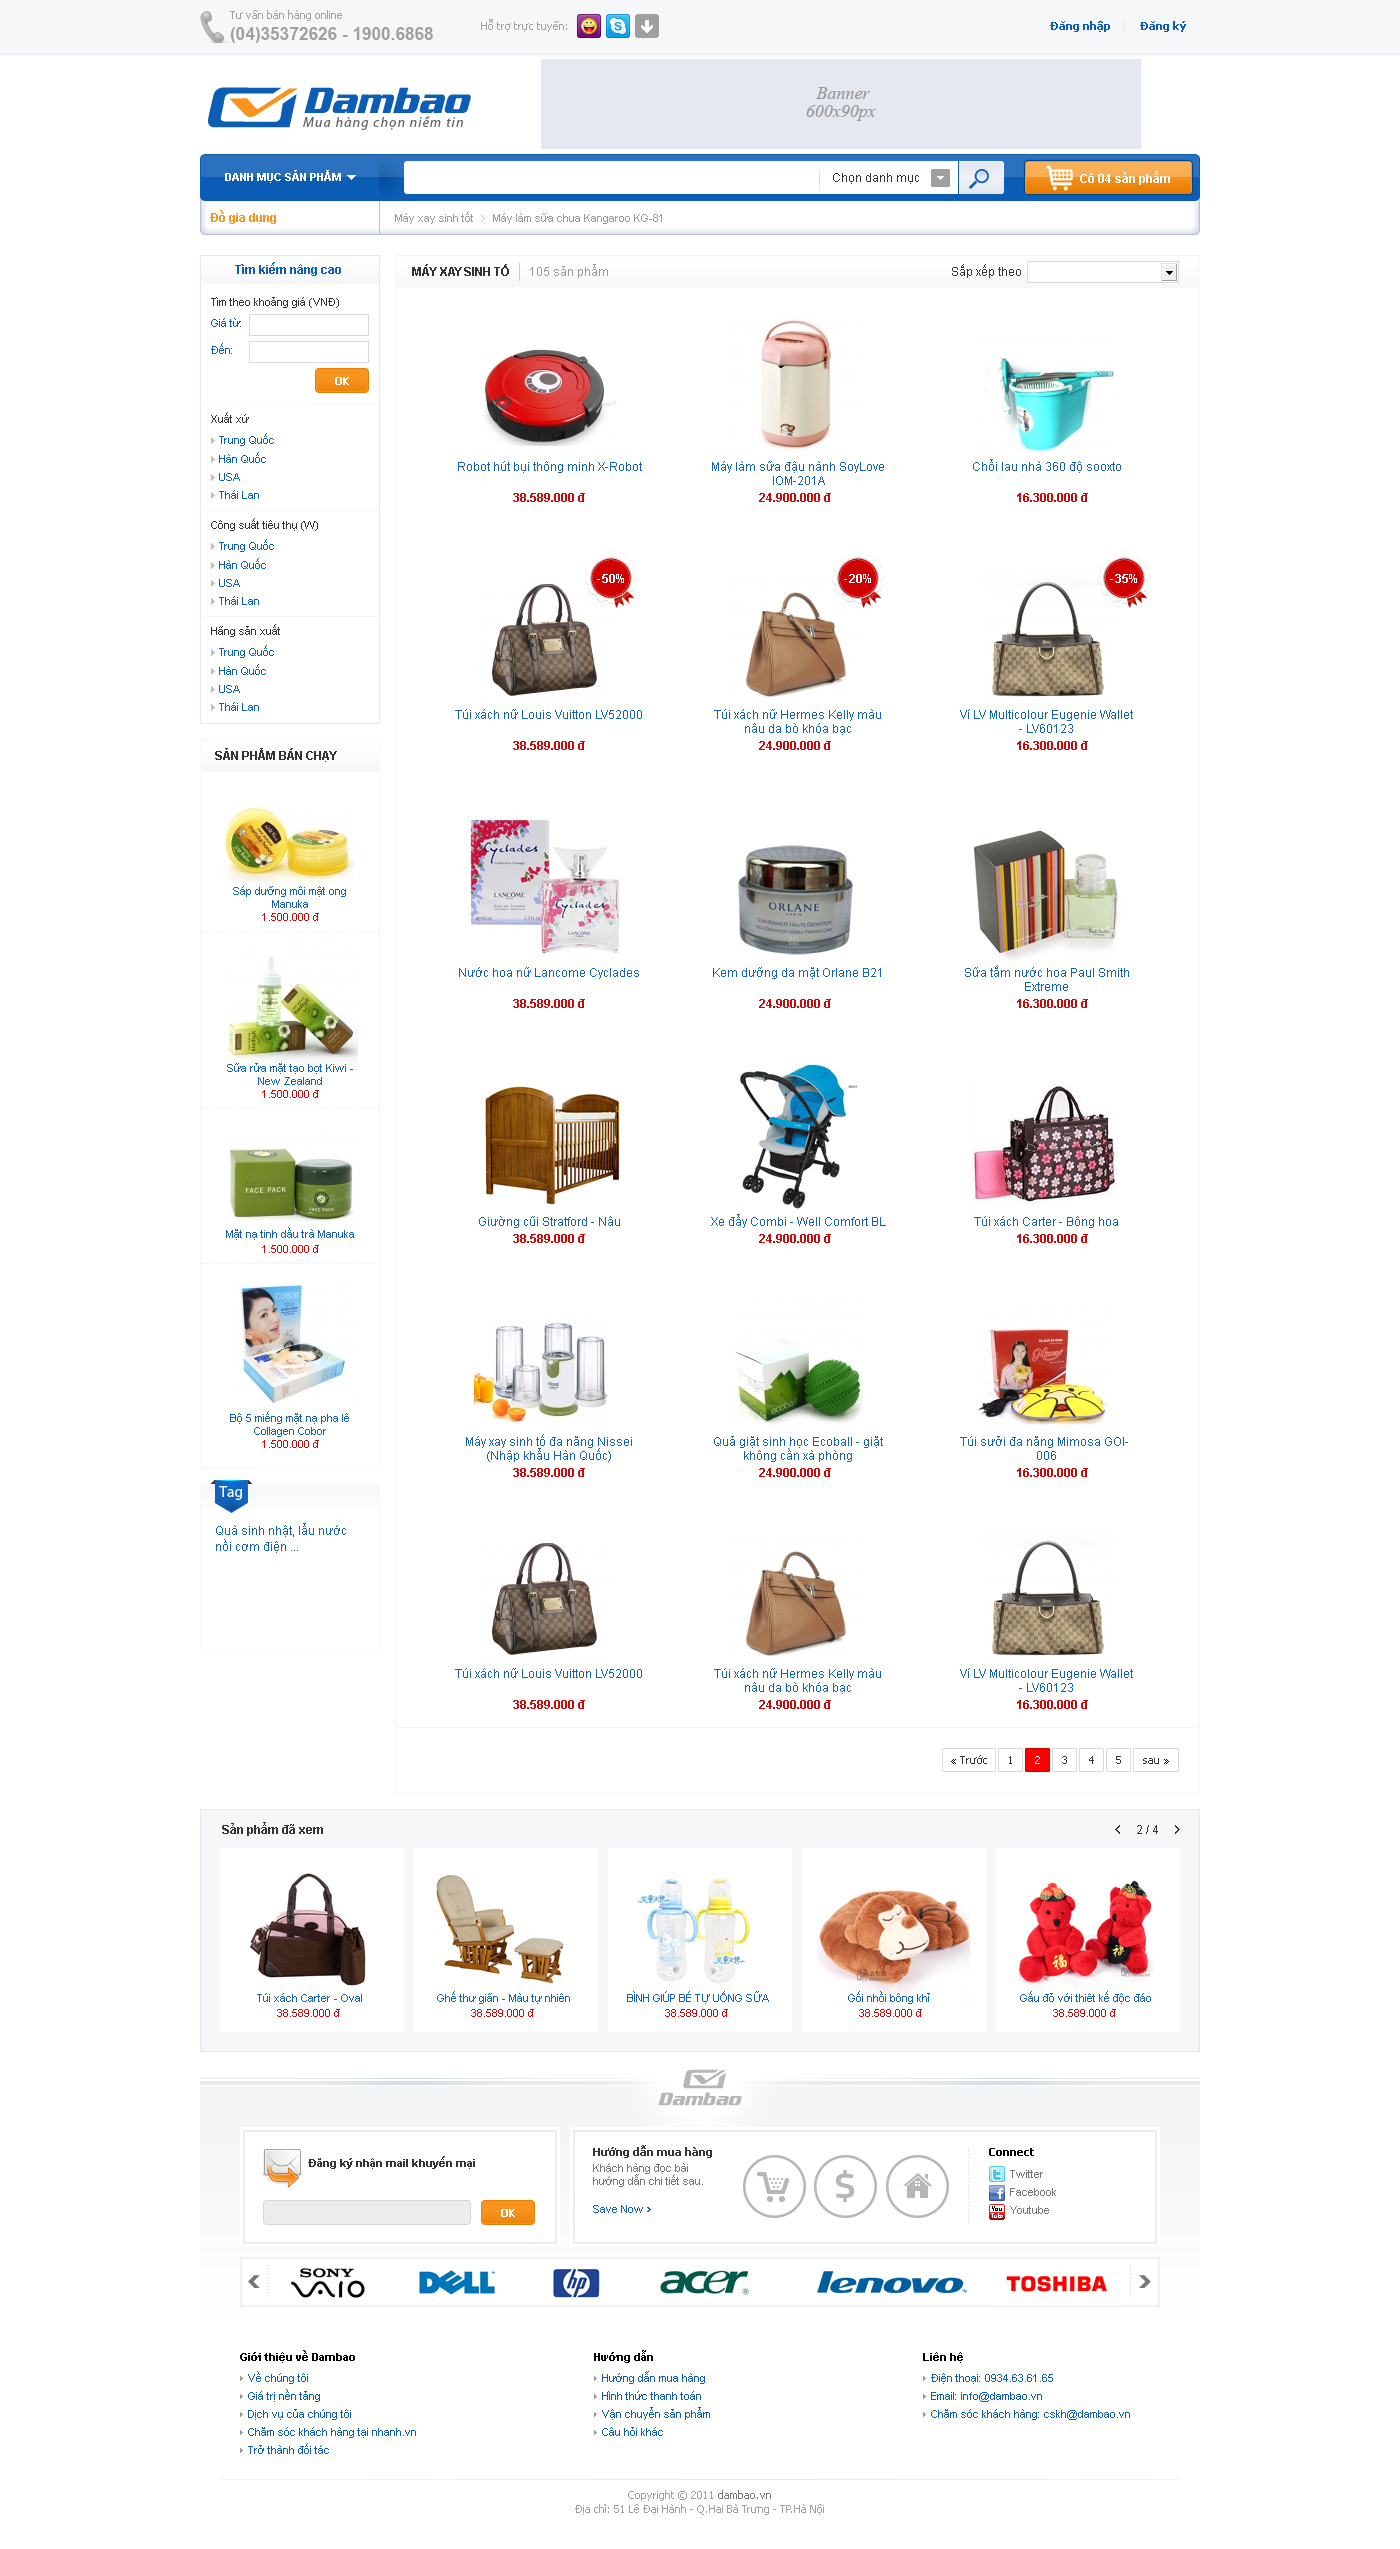 Tư vấn bán hàng online
(04)35372626 - 1900.6868
Hỗ trợ trực tuyến:
Đăng nhập
Đăng ký
Dambao
Mua hàng chọn niềm tin
Banner
600x90px
DANH MỤC SẢN PHẨM
Chọn danh mục
Có 04 sản phẩm
Đồ gia dụng
Máy xay sinh tốt
Máy làm sữa chua Kangaroo KG-81
Tìm kiếm nâng cao
Tìm theo khoảng giá (VNĐ)
Giá từ:
Đến:
OK
Xuất xứ
Trung Quốc
Hàn Quốc
USA
Thái Lan
Công suất tiêu thụ (W)
Trung Quốc
Hàn Quốc
USA
Thái Lan
Hãng sản xuất
Trung Quốc
Hàn Quốc
USA
Thái Lan
SẢN PHẨM BÁN CHẠY
Sáp dưỡng môi mật ong
Manuka
1.500.000 đ
Sữa rửa mặt tạo bọt Kiwi -
New Zealand
1.500.000 đ
FACE PACK
FACE PACK
Mặt nạ tinh dầu trà Manuka
1.500.000 đ
COBOR
Bộ 5 miếng mặt nạ pha lê
Collagen Cobor
1.500.000 đ
Tag
Quà sinh nhật, lẩu nước
nồi cơm điện ...
MÁY XAY SINH TỐ
105 sản phẩm
Sắp xếp theo
Robot hút bụi thông minh X-Robot
38.589.000 đ
Máy làm sữa đậu nành SoyLove
IOM-201A
24.900.000 đ
Chổi lau nhà 360 độ sooxto
16.300.000 đ
-50%
-20%
-35%
Túi xách nữ Louis Vuitton LV52000
38.589.000 đ
Túi xách nữ Hermes Kelly màu
nâu da bò khóa bạc
24.900.000 đ
Ví LV Multicolour Eugenie Wallet
- LV60123
16.300.000 đ
Cyclades
LANCÔME
Cyclades
LANCÔME
Nước hoa nữ Lancome Cyclades
38.589.000 đ
ORLANE
PARIS
Kem dưỡng da mặt Orlane B21
24.900.000 đ
Sữa tắm nước hoa Paul Smith
Extreme
16.300.000 đ
Giường cũi Stratford - Nâu
38.589.000 đ
Xe đẩy Combi - Well Comfort BL
24.900.000 đ
Túi xách Carter - Bông hoa
16.300.000 đ
Máy xay sinh tố đa năng Nissei
(Nhập khẩu Hàn Quốc)
38.589.000 đ
ecoball
Quả giặt sinh học Ecoball - giặt
không cần xà phòng
24.900.000 đ
Túi sưởi đa năng Mimosa GOI-
006
16.300.000 đ
Túi xách nữ Louis Vuitton LV52000
38.589.000 đ
Túi xách nữ Hermes Kelly màu
nâu da bò khóa bạc
24.900.000 đ
Ví LV Multicolour Eugenie Wallet
- LV60123
16.300.000 đ
« Trước
1
2
3
4
5
sau »
Sản phẩm đã xem
2 / 4
Túi xách Carter - Oval
38.589.000 đ
Ghế thư giãn - Màu tự nhiên
38.589.000 đ
BÌNH GIÚP BÉ TỰ UỐNG SỮA
38.589.000 đ
Gối nhồi bông khỉ
38.589.000 đ
福
福
Gấu đỏ với thiết kế độc đáo
38.589.000 đ
Dambao
Đăng ký nhận mail khuyến mại
OK
Hướng dẫn mua hàng
Khách hàng đọc bài
hướng dẫn chi tiết sau.
Save Now
$
Connect
Twitter
Facebook
You Tube
Youtube
SONY
VAIO
DELL
hp
acer
lenovo
TOSHIBA
Giới thiệu về Dambao
Về chúng tôi
Giá trị nền tảng
Dịch vụ của chúng tôi
Chăm sóc khách hàng tại nhanh.vn
Trở thành đối tác
Hướng dẫn
Hướng dẫn mua hàng
Hình thức thanh toán
Vận chuyển sản phẩm
Câu hỏi khác
Liên hệ
Điện thoại: 0934.63.61.65
Email: info@dambao.vn
Chăm sóc khách hàng: cskh@dambao.vn
Copyright © 2011 dambao.vn
Địa chỉ: 51 Lê Đại Hành - Q.Hai Bà Trưng - TP.Hà Nội